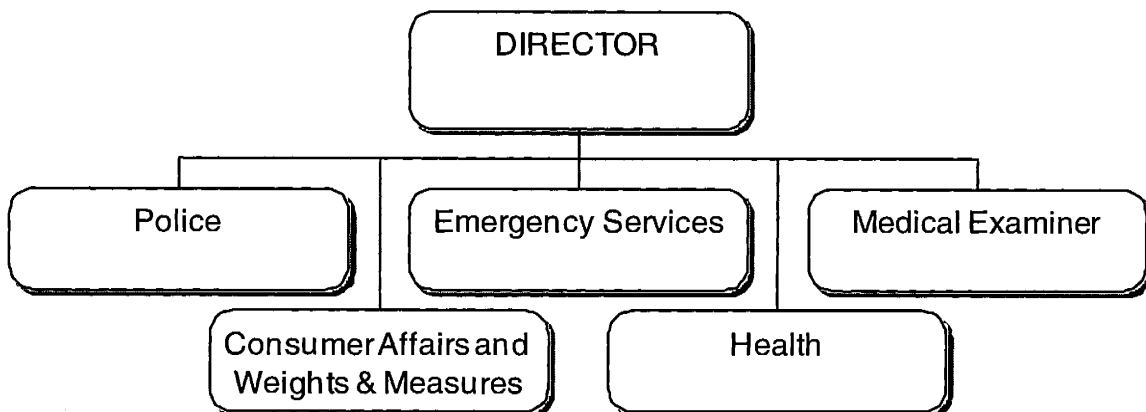 DIRECTOR
Police
Emergency Services
Medical Examiner
Consumer Affairs and
Weights & Measures
Health